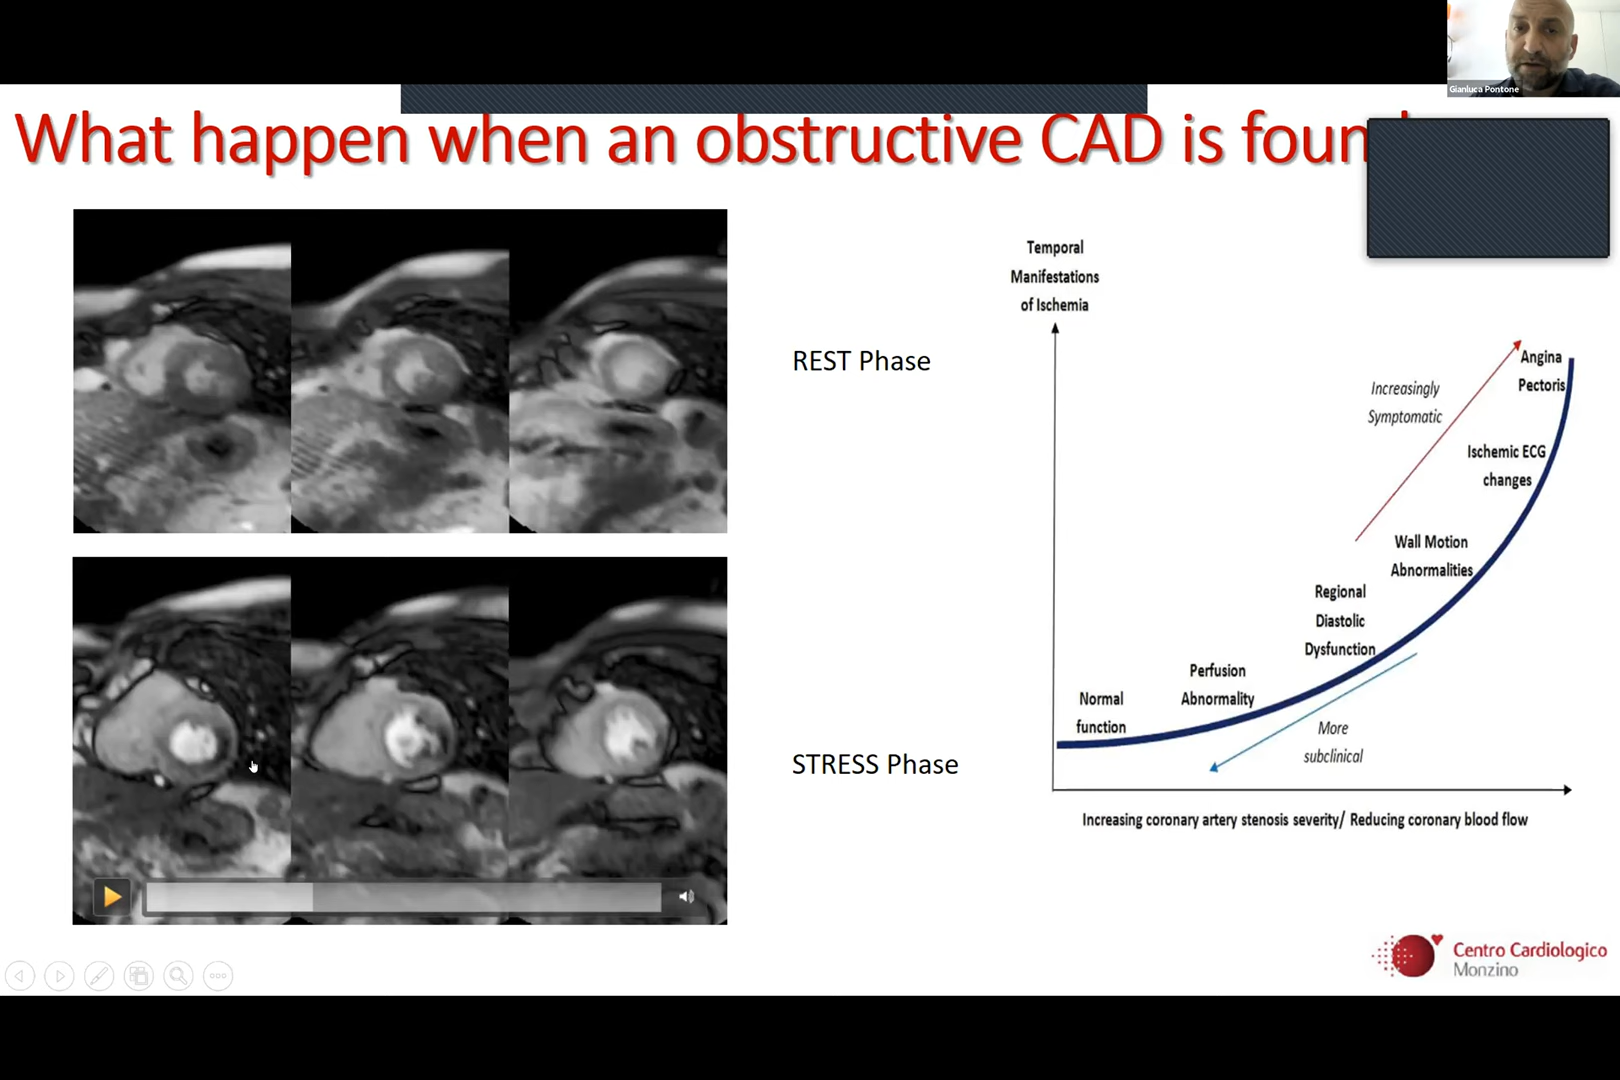 Gianluca Pontone
What happen when an obstructive CAD is foun
REST Phase
STRESS Phase
Temporal
Manifestations
of Ischemia
Angina
Pectoris
Increasingly
Symptomatic
Ischemic ECG
changes
Wall Motion
Abnormalities
Regional
Diastolic
Dysfunction
Perfusion
Abnormality
Normal
function
More
subclinical
Increasing coronary artery stenosis severity/ Reducing coronary blood flow
Centro Cardiologico
Monzino